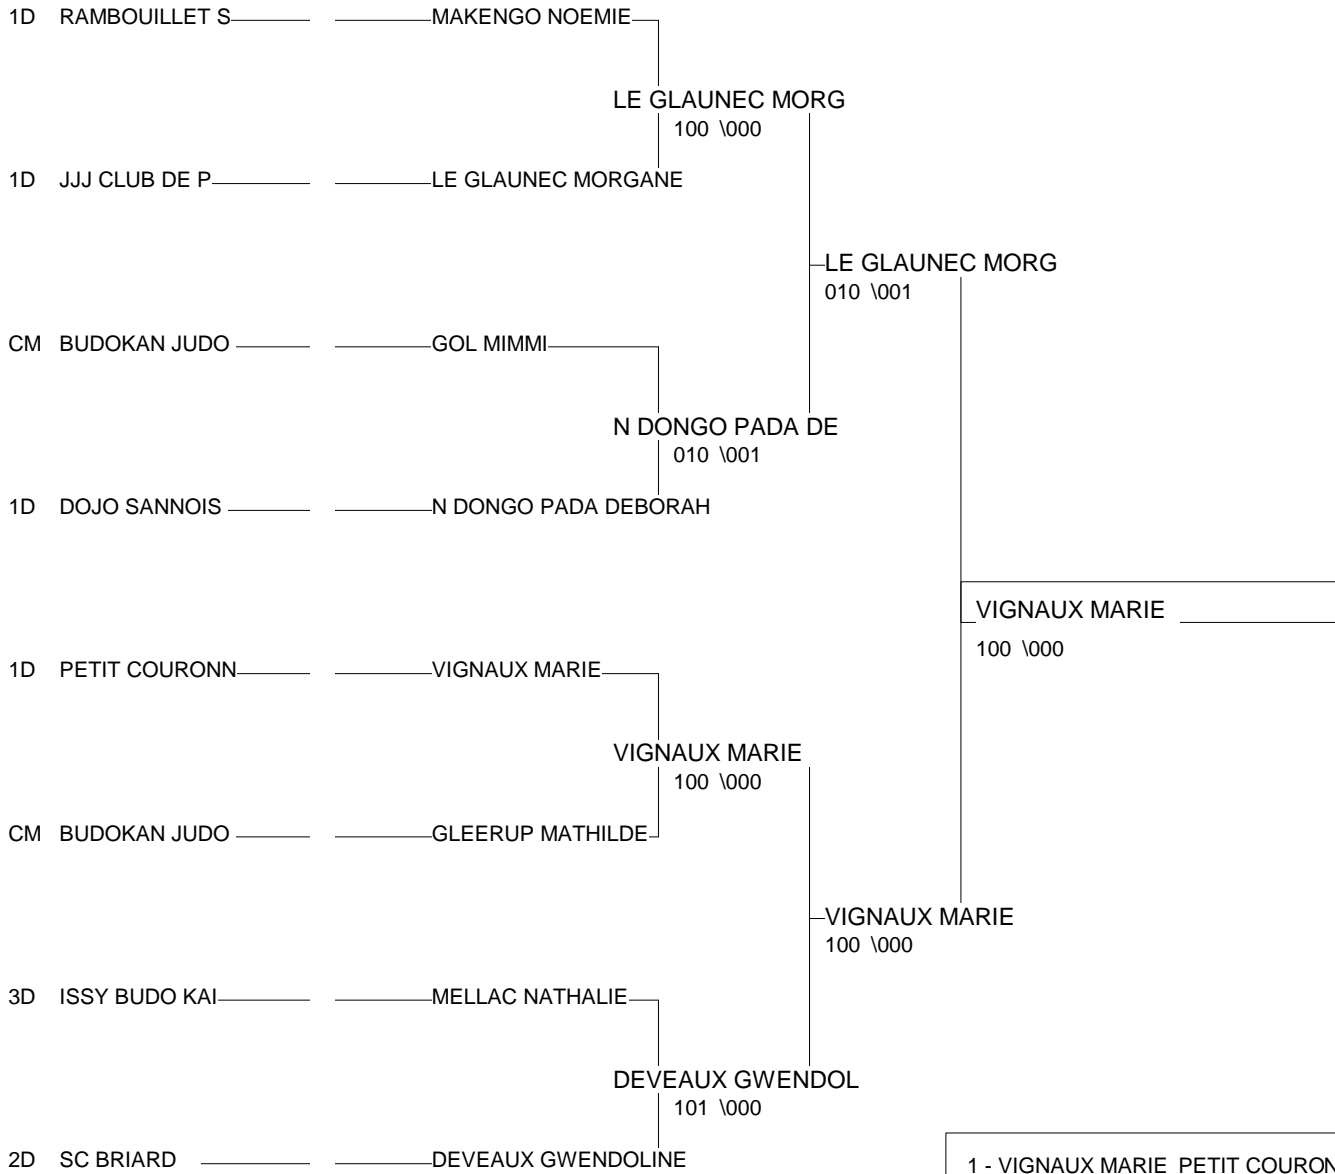 1D RAMBOUILLET S MAKENGO NOEMIE
LE GLAUNEC MORG
100 \000
1D JJJ CLUB DE P LE GLAUNEC MORGANE
LE GLAUNEC MORG
010 \001
CM BUDOKAN JUDO GOL MIMMI
N DONGO PADA DE
010 \001
1D DOJO SANNOIS N DONGO PADA DEBORAH
VIGNAUX MARIE
100 \000
1D PETIT COURONN VIGNAUX MARIE
VIGNAUX MARIE
100 \000
CM BUDOKAN JUDO GLEERUP MATHILDE
VIGNAUX MARIE
100 \000
3D ISSY BUDO KAI MELLAC NATHALIE
DEVEAUX GWENDOL
101 \000
2D SC BRIARD DEVEAUX GWENDOLINE
1 - VIGNAUX MARIE PETIT COURON